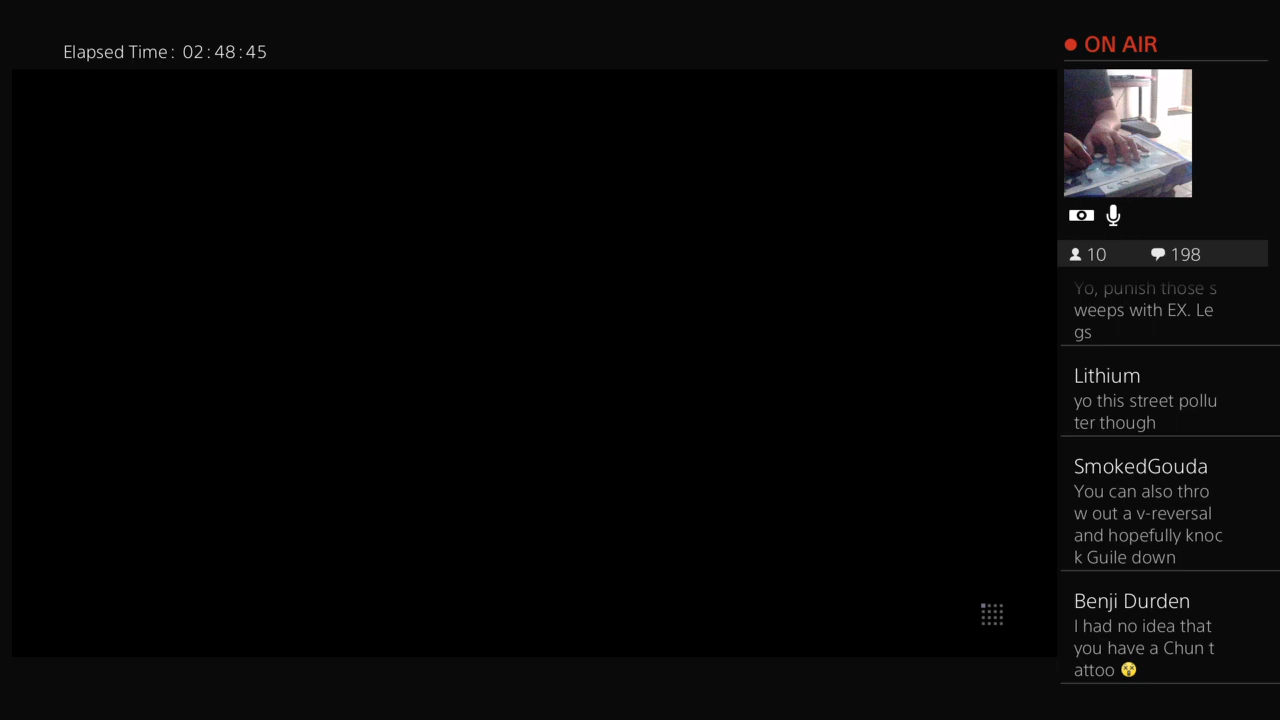 Elapsed Time: 02:48:45
ON AIR
10 198
Yo, punish those s
weeps with EX. Le
gs
Lithium
yo this street pollu
ter though
SmokedGouda
You can also thro
w out a v-reversal
and hopefully knoc
k Guile down
Benji Durden
I had no idea that
you have a Chun t
attoo 😵